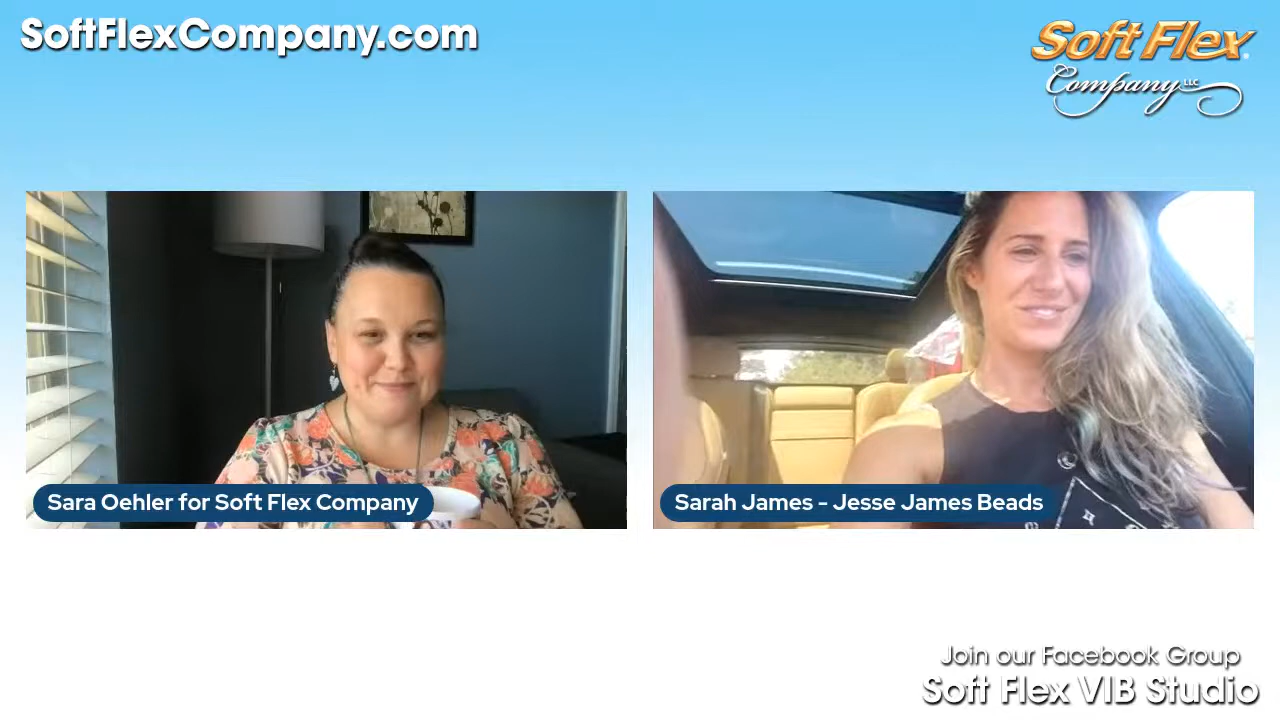 SoftFlexCompany.com
Soft Flex®
Company LLC
Sara Oehler for Soft Flex Company
Sarah James - Jesse James Beads
Join our Facebook Group
Soft Flex VIB Studio